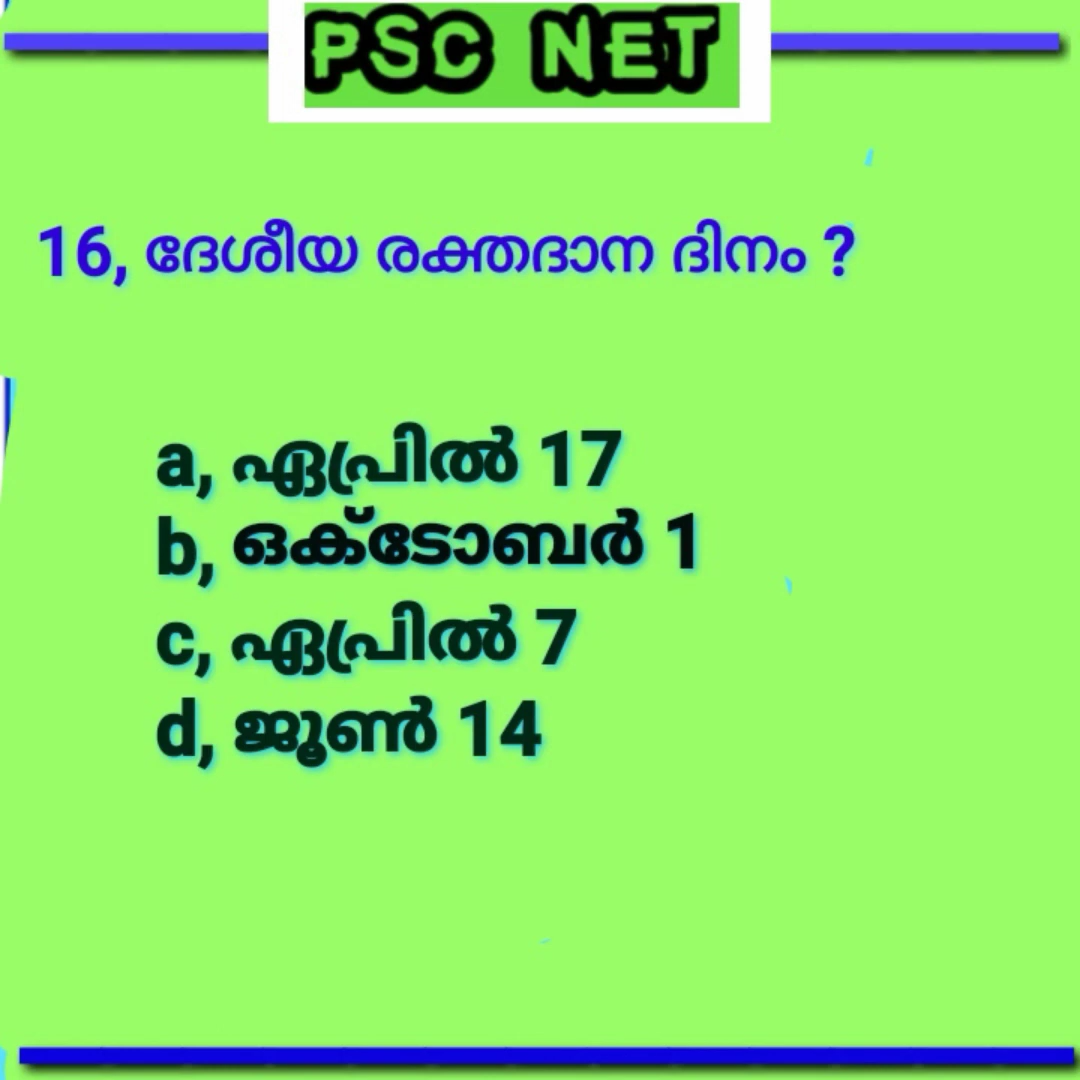 PSC NET
16, ദേശീയ രക്തദാന ദിനം ?
a, ഏപ്രിൽ 17
b, ഒക്ടോബർ 1
c, ഏപ്രിൽ 7
d, ജൂൺ 14